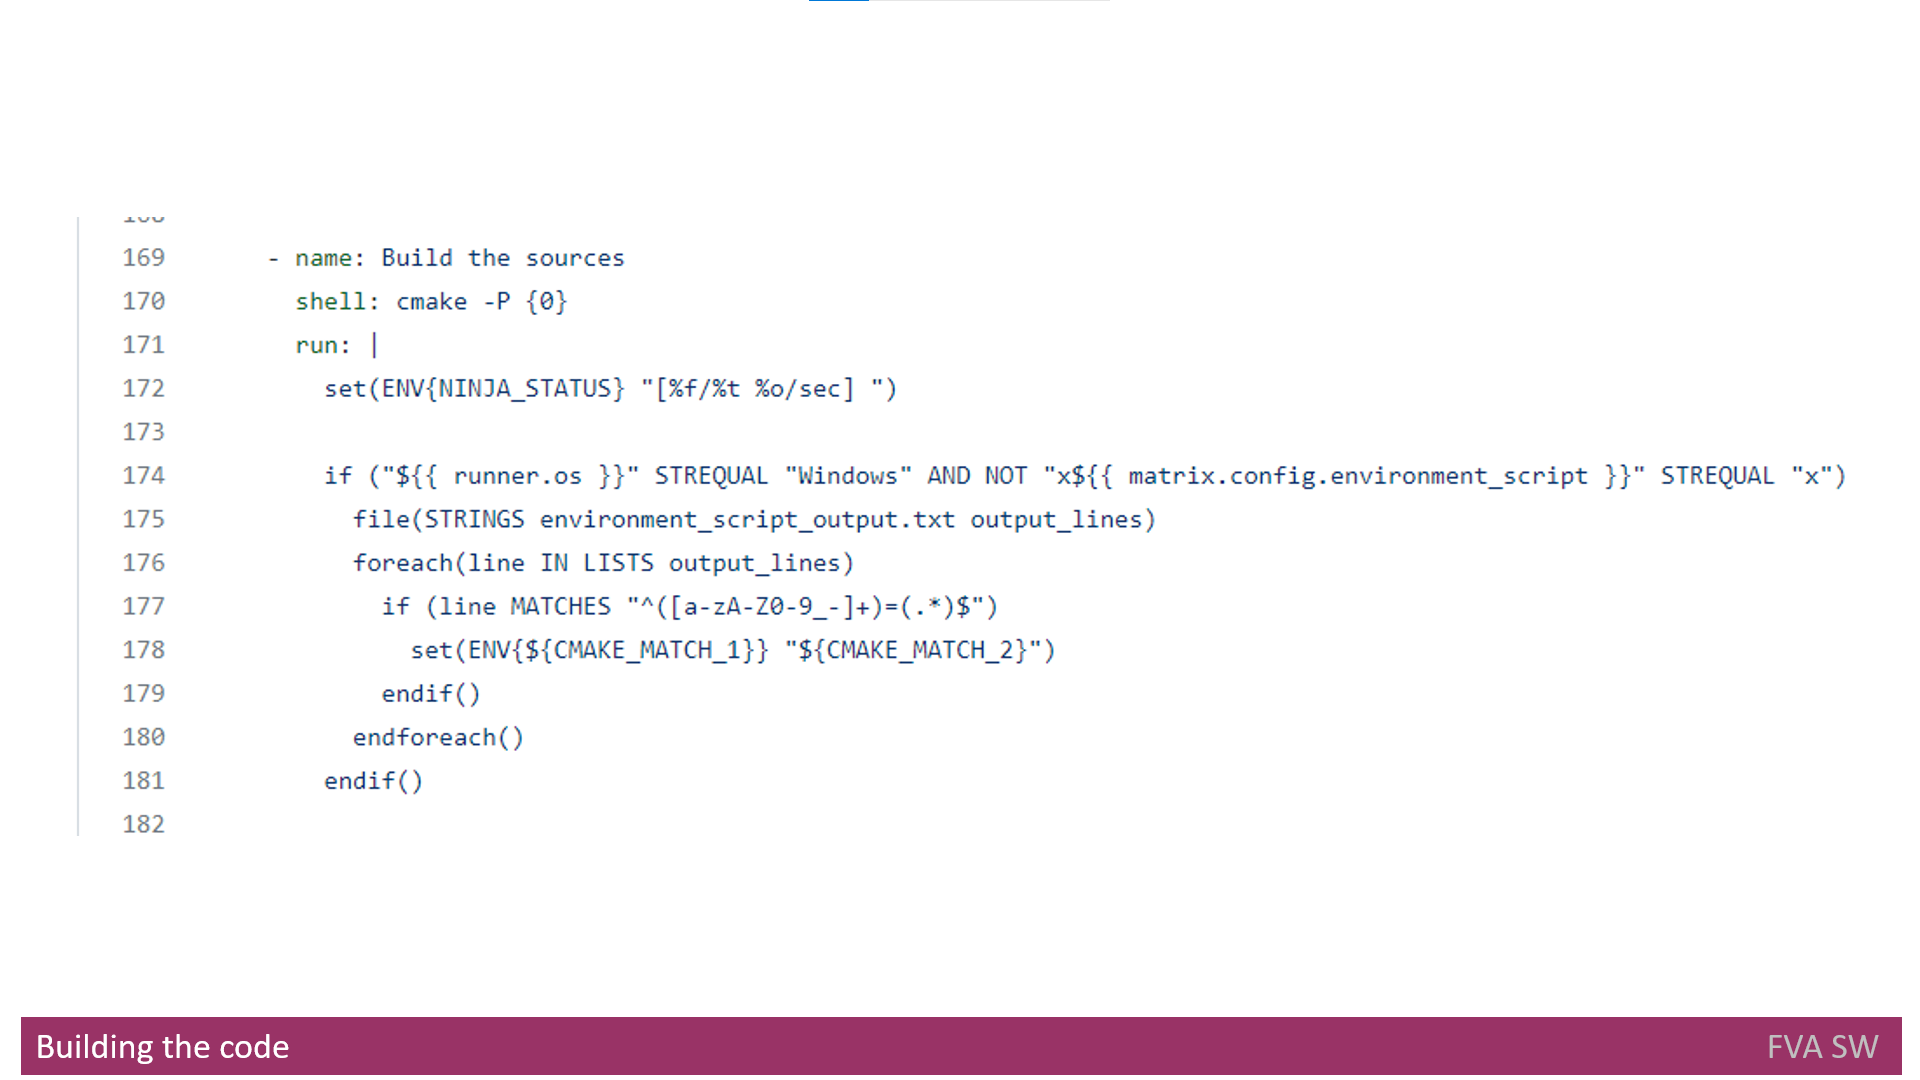 169 - name: Build the sources
170 shell: cmake -P {0}
171 run: |
172 set(ENV{NINJA_STATUS} "[%f/%t %o/sec] ")
173
174 if ("${{ runner.os }}" STREQUAL "Windows" AND NOT "x${{ matrix.config.environment_script }}" STREQUAL "x")
175 file(STRINGS environment_script_output.txt output_lines)
176 foreach(line IN LISTS output_lines)
177 if (line MATCHES "^([a-zA-Z0-9_-]+)=(.*)$")
178 set(ENV{${CMAKE_MATCH_1}} "${CMAKE_MATCH_2}")
179 endif()
180 endforeach()
181 endif()
182
Building the code FVA SW